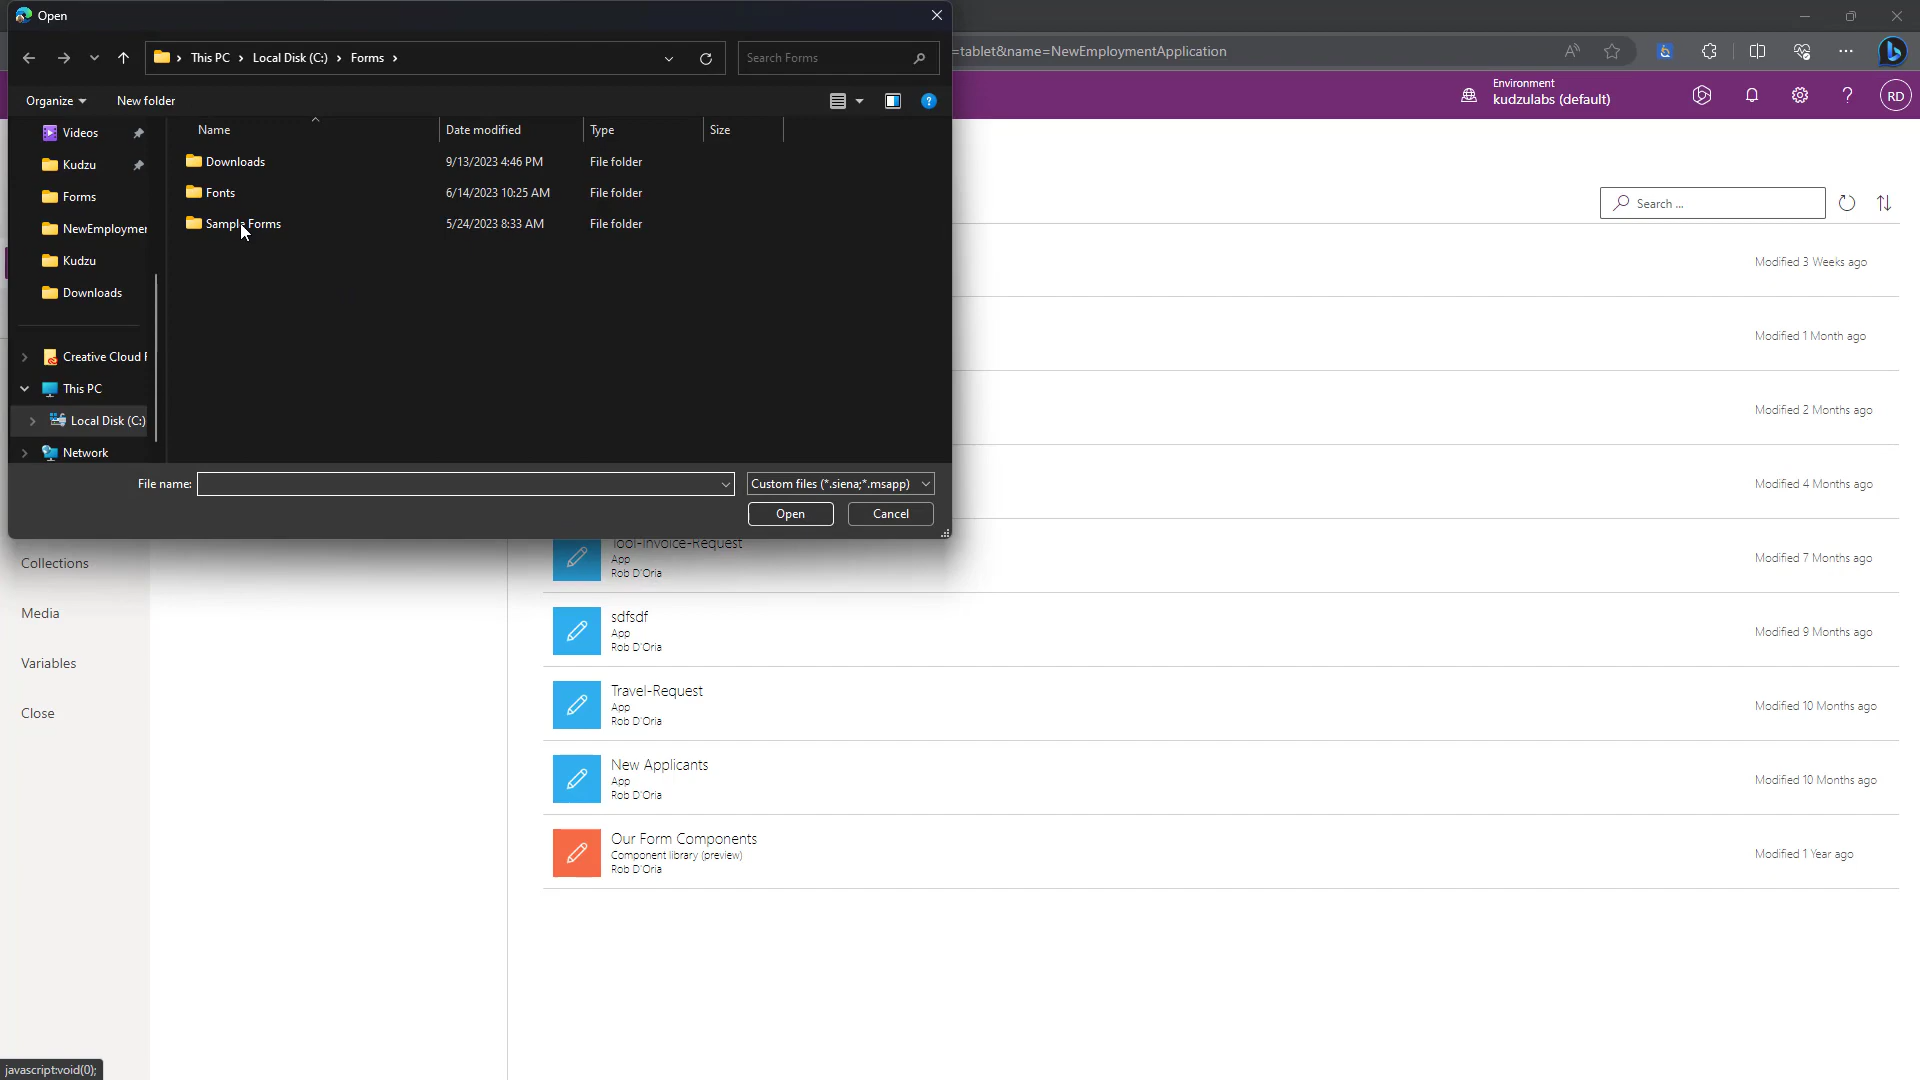 Open
This PC > Local Disk (C:) > Forms >
Search Forms
=tablet&name=NewEmploymentApplication
Environment
kudzulabs (default)
RD
Organize
New folder
Name
Date modified
Type
Size
Videos
Kudzu
Forms
NewEmploymer
Kudzu
Downloads
Creative Cloud F
This PC
Local Disk (C:)
Network
Downloads 9/13/2023 4:46 PM File folder
Fonts 6/14/2023 10:25 AM File folder
Sample Forms 5/24/2023 8:33 AM File folder
File name:
Custom files (*.siena;*.msapp)
Open
Cancel
Search ...
Modified 3 Weeks ago
Modified 1 Month ago
Modified 2 Months ago
Modified 4 Months ago
Collections
Media
Variables
Close
Tool-Invoice-Request
App
Rob D'Oria
Modified 7 Months ago
sdfsdf
App
Rob D'Oria
Modified 9 Months ago
Travel-Request
App
Rob D'Oria
Modified 10 Months ago
New Applicants
App
Rob D'Oria
Modified 10 Months ago
Our Form Components
Component library (preview)
Rob D'Oria
Modified 1 Year ago
javascript:void(0);